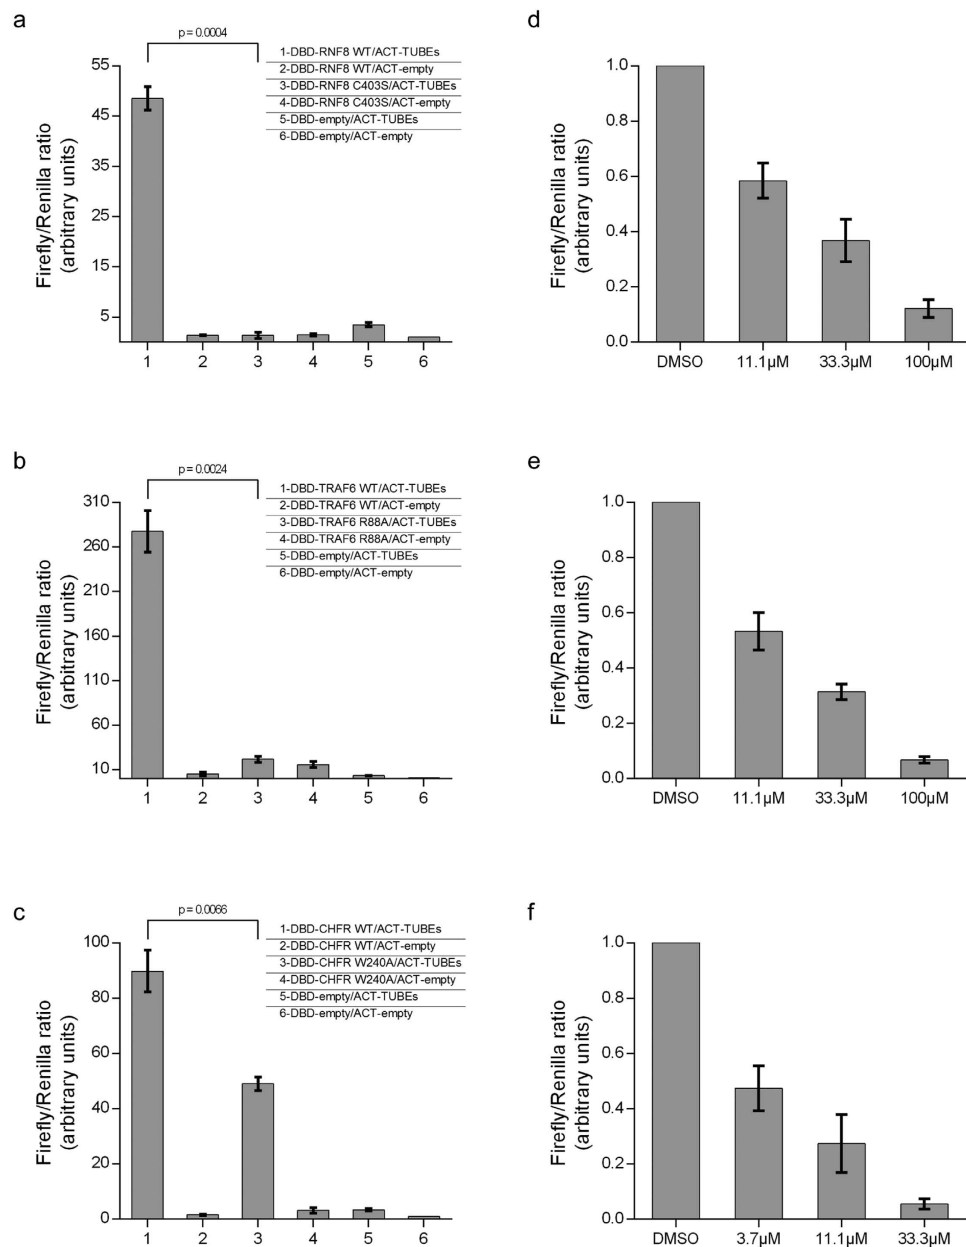 a
p = 0.0004
1-DBD-RNF8 WT/ACT-TUBEs
2-DBD-RNF8 WT/ACT-empty
3-DBD-RNF8 C403S/ACT-TUBEs
4-DBD-RNF8 C403S/ACT-empty
5-DBD-empty/ACT-TUBEs
6-DBD-empty/ACT-empty
Firefly/Renilla ratio
(arbitrary units)
55
45
35
25
15
5
1 2 3 4 5 6
d
Firefly/Renilla ratio
(arbitrary units)
1.0
0.8
0.6
0.4
0.2
0.0
DMSO 11.1µM 33.3µM 100µM
b
p = 0.0024
1-DBD-TRAF6 WT/ACT-TUBEs
2-DBD-TRAF6 WT/ACT-empty
3-DBD-TRAF6 R88A/ACT-TUBEs
4-DBD-TRAF6 R88A/ACT-empty
5-DBD-empty/ACT-TUBEs
6-DBD-empty/ACT-empty
Firefly/Renilla ratio
(arbitrary units)
310
260
210
160
110
60
10
1 2 3 4 5 6
e
Firefly/Renilla ratio
(arbitrary units)
1.0
0.8
0.6
0.4
0.2
0.0
DMSO 11.1µM 33.3µM 100µM
c
p = 0.0066
1-DBD-CHFR WT/ACT-TUBEs
2-DBD-CHFR WT/ACT-empty
3-DBD-CHFR W240A/ACT-TUBEs
4-DBD-CHFR W240A/ACT-empty
5-DBD-empty/ACT-TUBEs
6-DBD-empty/ACT-empty
Firefly/Renilla ratio
(arbitrary units)
100
80
60
40
20
0
1 2 3 4 5 6
f
Firefly/Renilla ratio
(arbitrary units)
1.0
0.8
0.6
0.4
0.2
0.0
DMSO 3.7µM 11.1µM 33.3µM